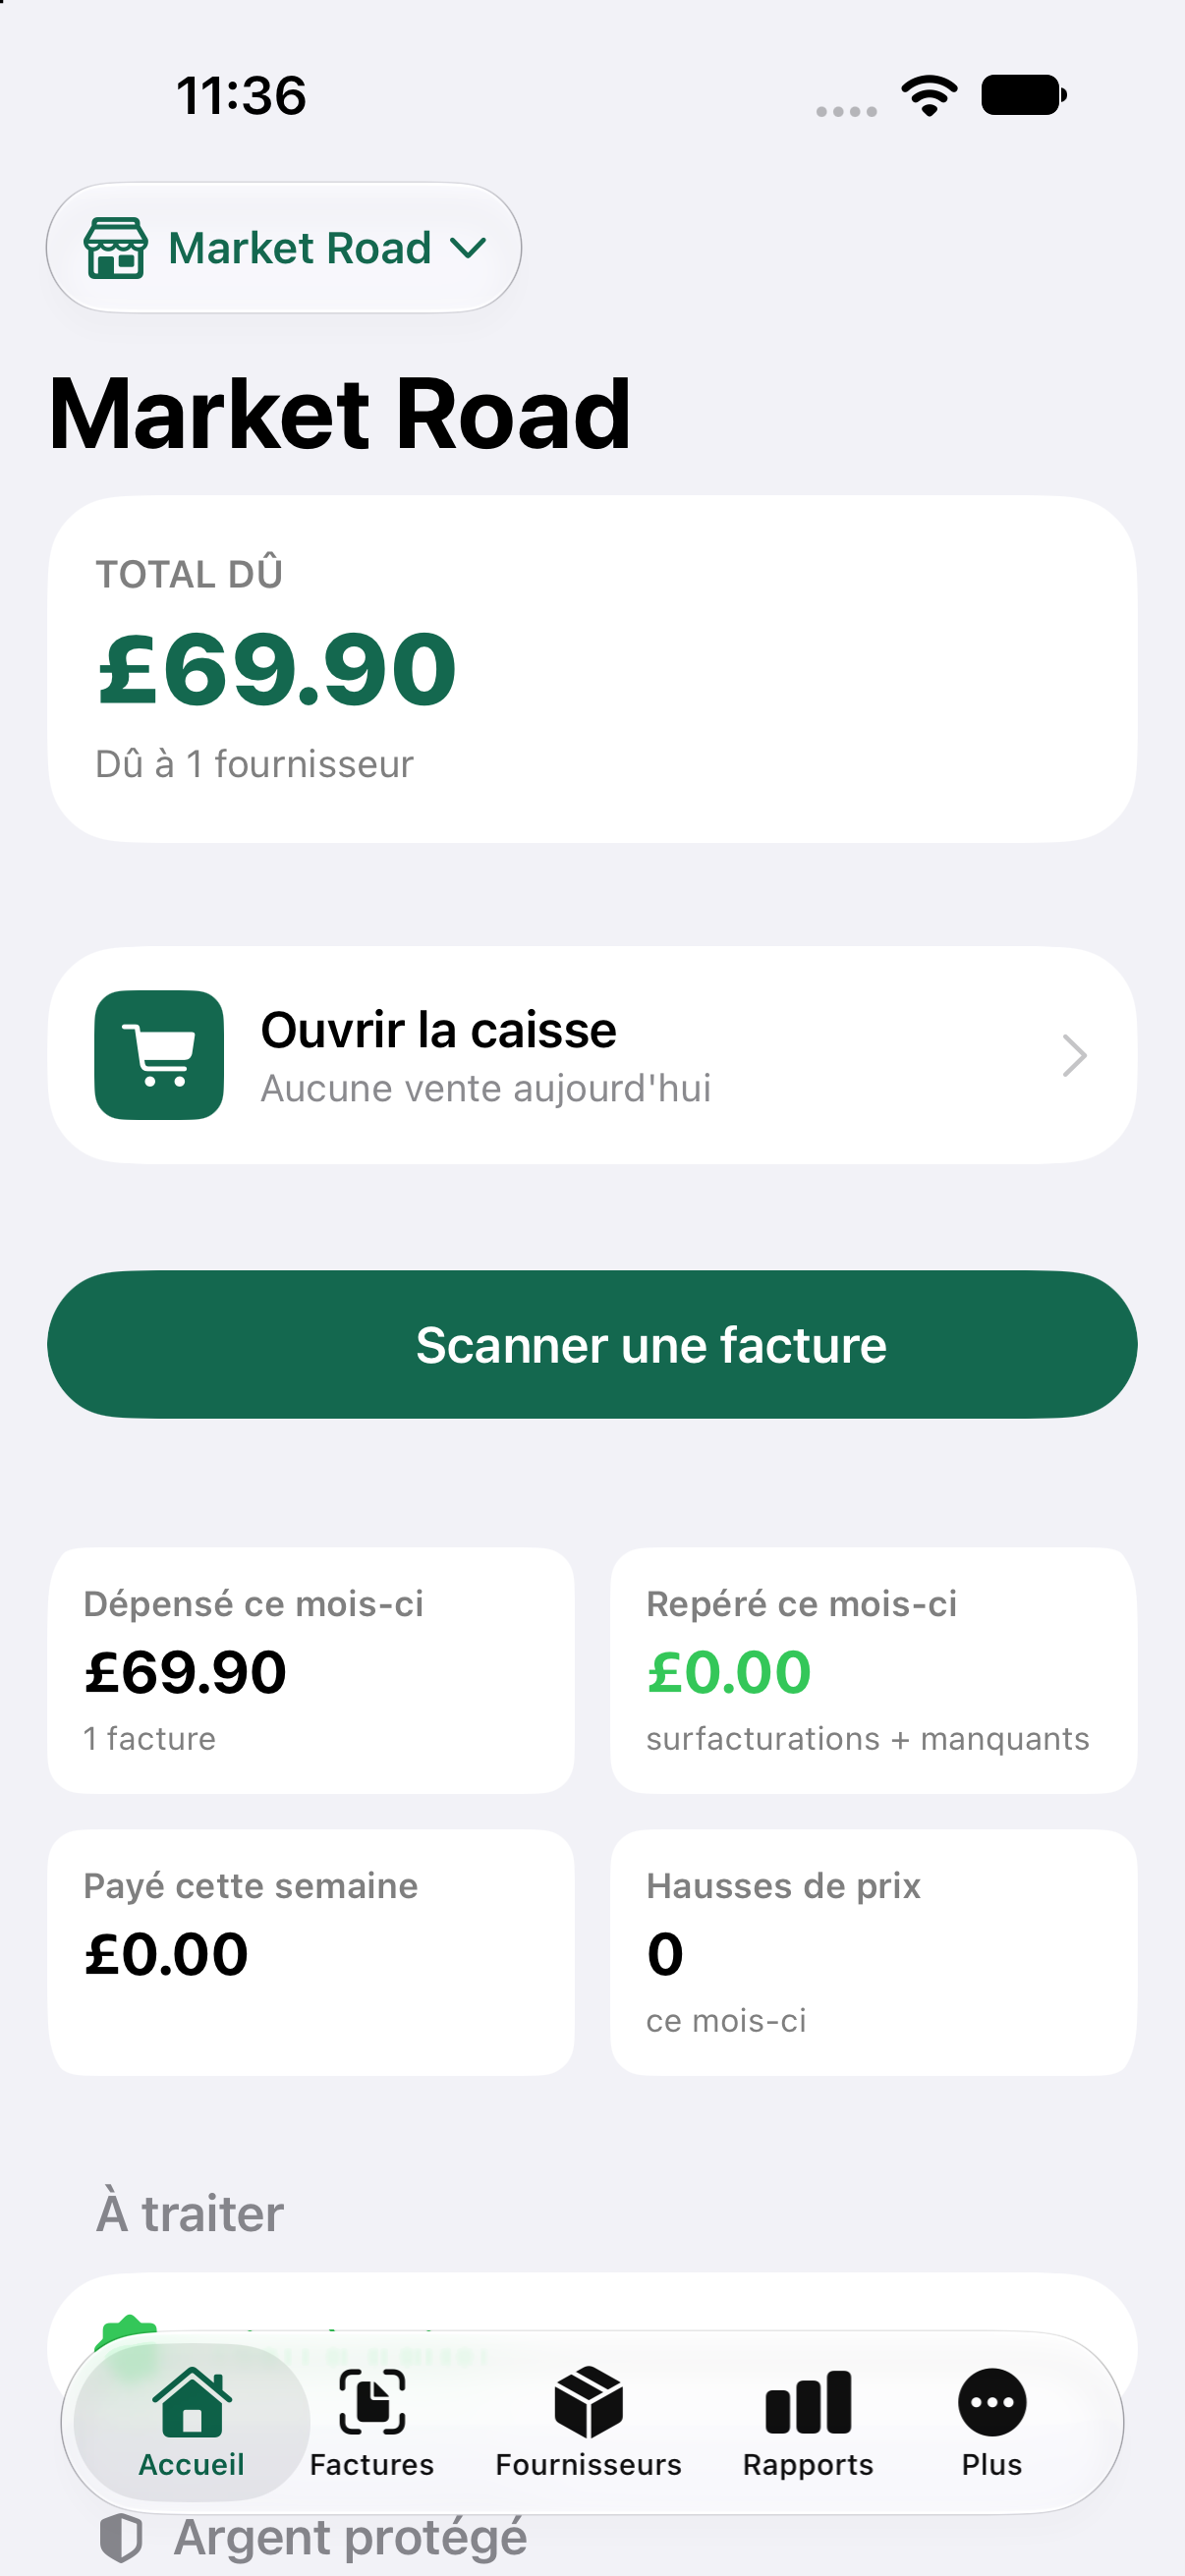 11:36
Market Road
Market Road
TOTAL DÛ
£69.90
Dû à 1 fournisseur
Ouvrir la caisse
Aucune vente aujourd'hui
Scanner une facture
Dépensé ce mois-ci
£69.90
1 facture
Repéré ce mois-ci
£0.00
surfacturations + manquants
Payé cette semaine
£0.00
Hausses de prix
0
ce mois-ci
À traiter
Accueil
Factures
Fournisseurs
Rapports
Plus
Argent protégé